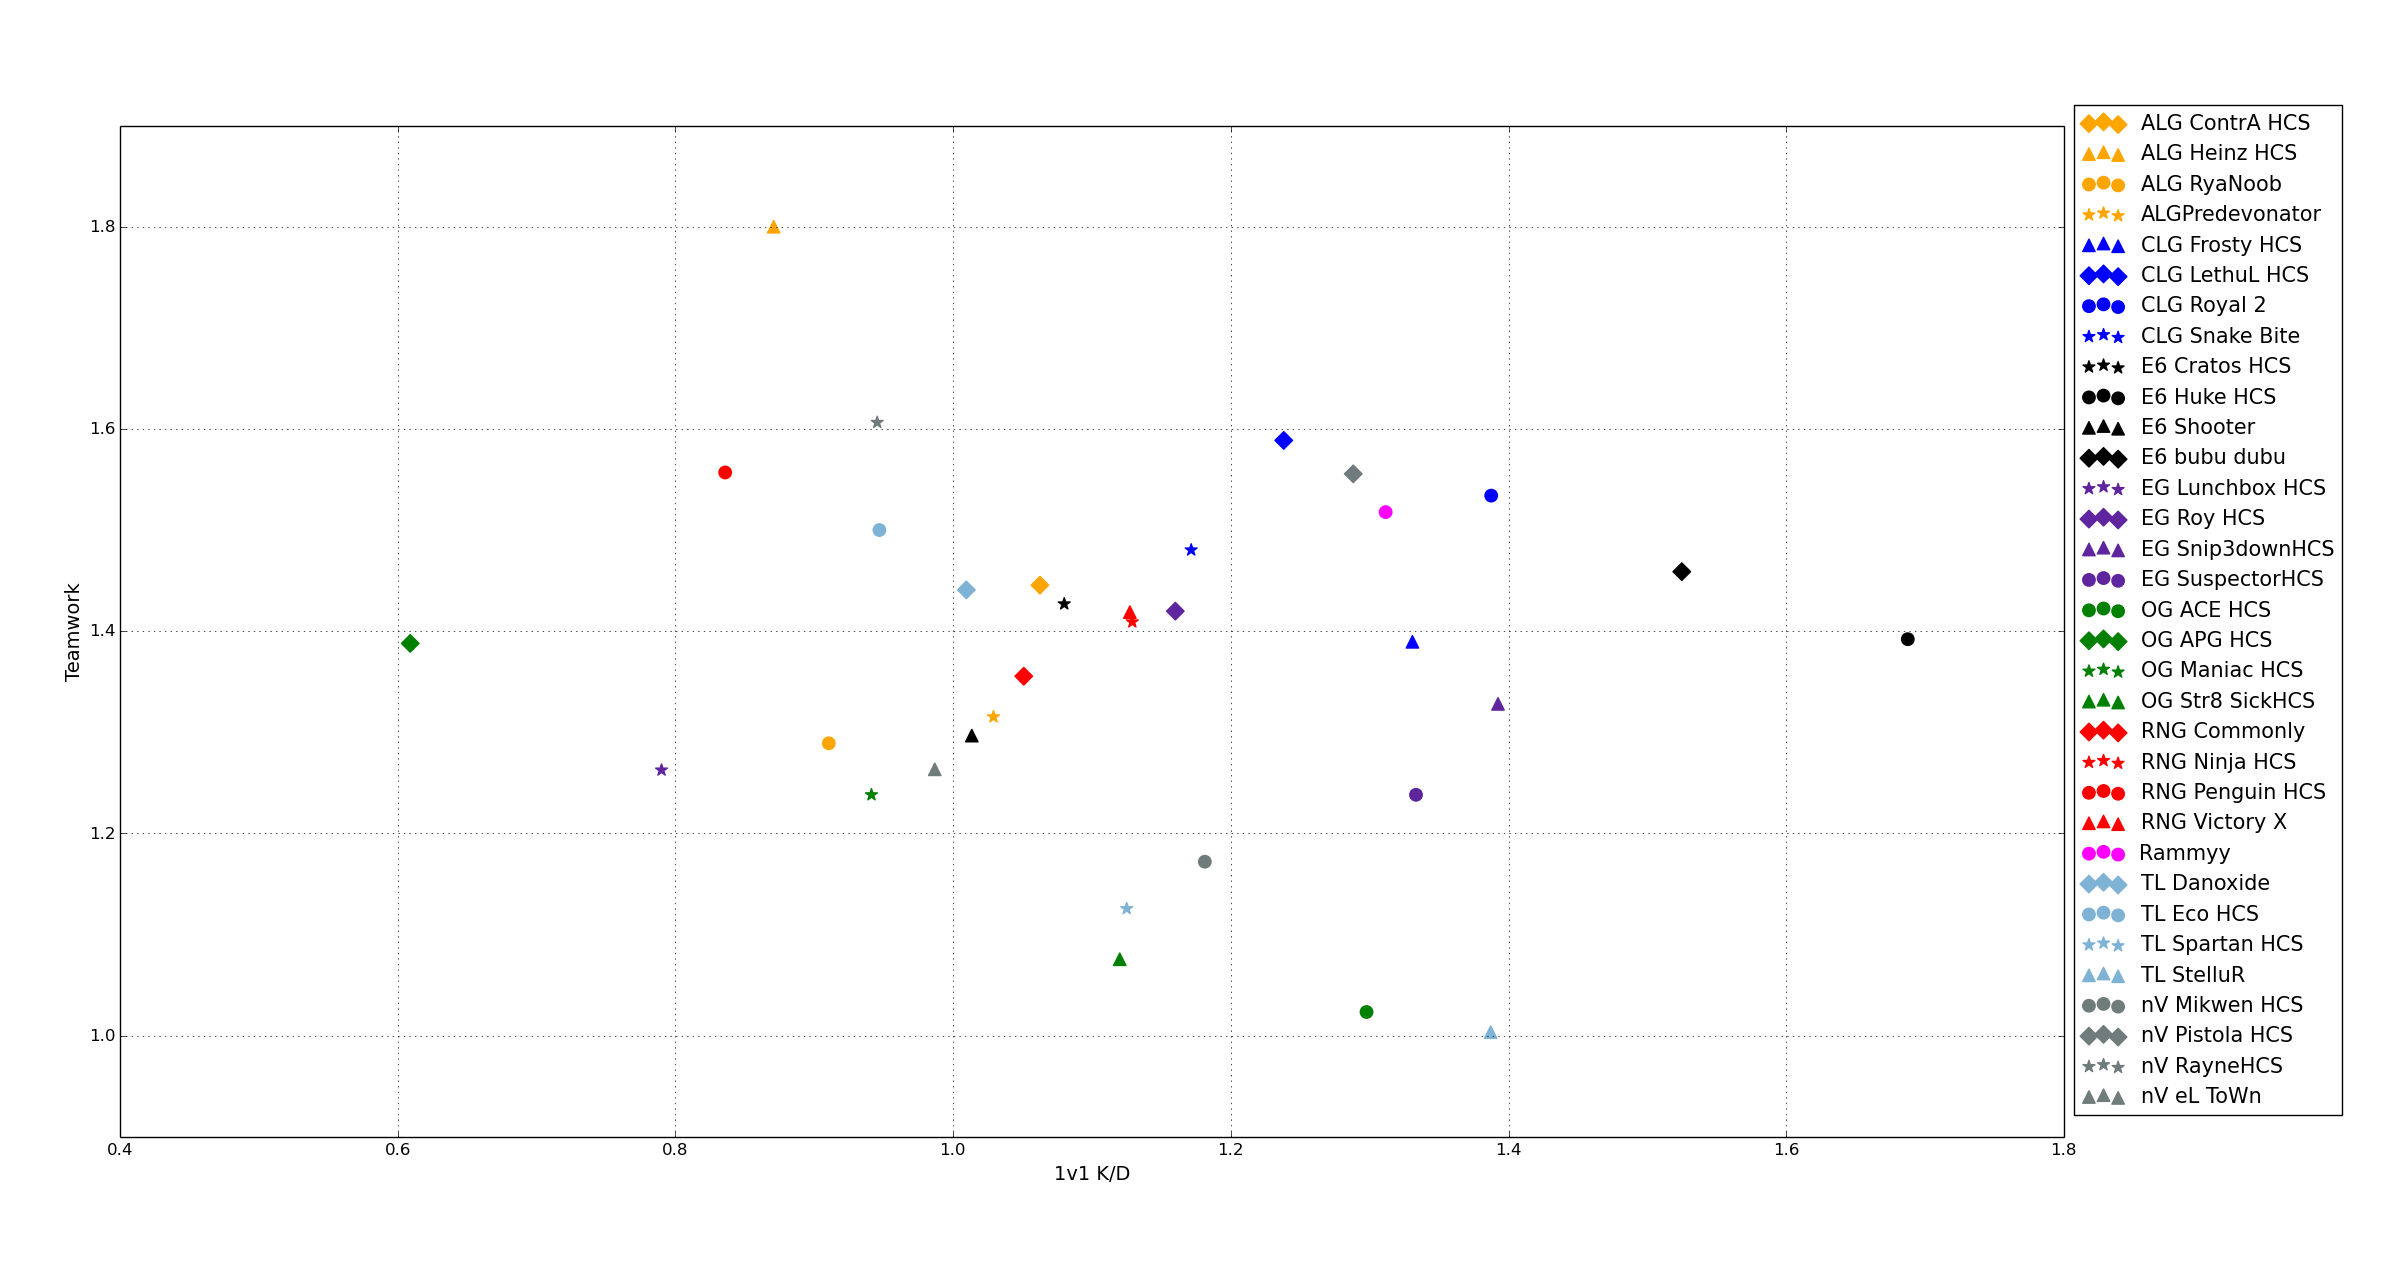 1.8
1.6
1.4
1.2
1.0
Teamwork
0.4 0.6 0.8 1.0 1.2 1.4 1.6 1.8
1v1 K/D
ALG ContrA HCS
ALG Heinz HCS
ALG RyaNoob
ALGPredevonator
CLG Frosty HCS
CLG LethuL HCS
CLG Royal 2
CLG Snake Bite
E6 Cratos HCS
E6 Huke HCS
E6 Shooter
E6 bubu dubu
EG Lunchbox HCS
EG Roy HCS
EG Snip3downHCS
EG SuspectorHCS
OG ACE HCS
OG APG HCS
OG Maniac HCS
OG Str8 SickHCS
RNG Commonly
RNG Ninja HCS
RNG Penguin HCS
RNG Victory X
Rammyy
TL Danoxide
TL Eco HCS
TL Spartan HCS
TL StelluR
nV Mikwen HCS
nV Pistola HCS
nV RayneHCS
nV eL ToWn